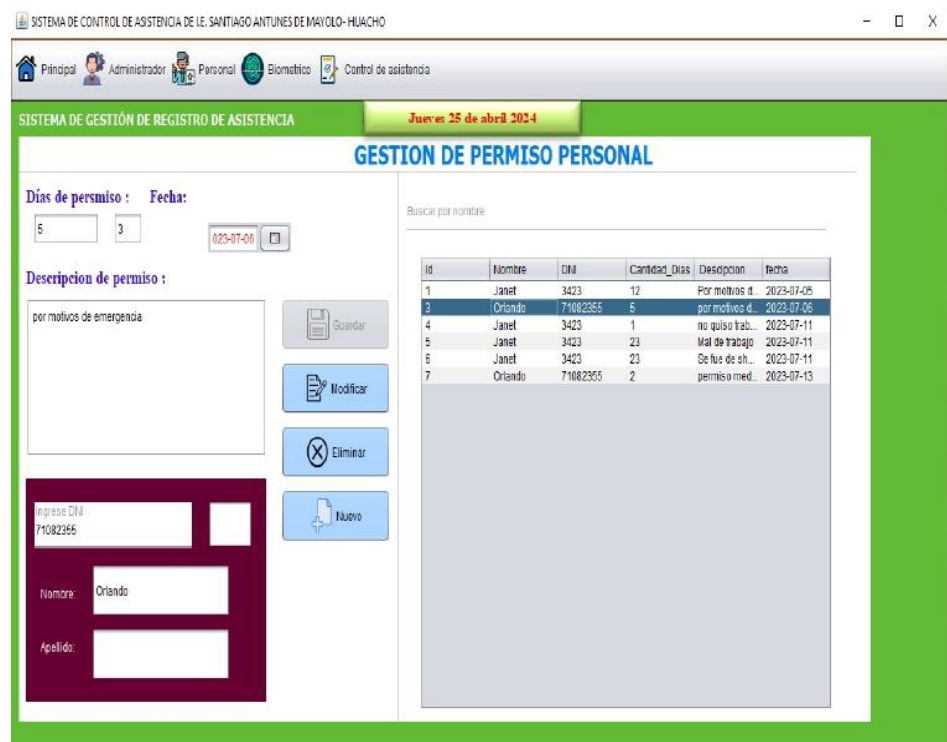 SISTEMA DE CONTROL DE ASISTENCIA DE I.E. SANTIAGO ANTUNES DE MAYOLO- HUACHO
Principal Administrador Personal Biometrico Control de asistencia
SISTEMA DE GESTIÓN DE REGISTRO DE ASISTENCIA
Jueves 25 de abril 2024
GESTION DE PERMISO PERSONAL
Días de persmiso : Fecha:
5 3 023-07-06
Descripcion de permiso :
por motivos de emergencia
Guardar
Modificar
Eliminar
Nuevo
Ingrese DNI
71082355
Nombre: Orlando
Apellido:
Buscar por nombre
Id Nombre DNI Cantidad_Dias Descipcion fecha
1 Janet 3423 12 Por motivos d... 2023-07-05
3 Orlando 71082355 5 por motivos d... 2023-07-06
4 Janet 3423 1 no quiso trab... 2023-07-11
5 Janet 3423 23 Mal de trabajo 2023-07-11
6 Janet 3423 23 Se fue de sh... 2023-07-11
7 Orlando 71082355 2 permiso med... 2023-07-13